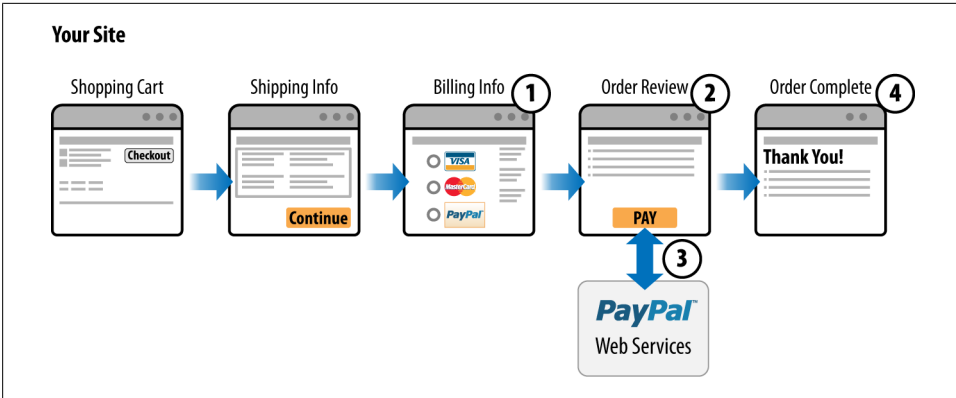 Your Site
Shopping Cart
Shipping Info
Billing Info
1
Order Review
2
Order Complete
4
Checkout
Continue
VISA
MasterCard
PayPal
PAY
Thank You!
3
PayPal™
Web Services